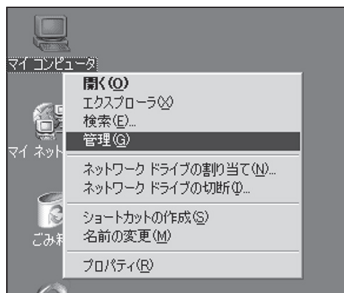 マイ コンピュータ
開く(O)
エクスプローラ(X)
検索(E)...
管理(G)
マイ ネット
ネットワーク ドライブの割り当て(N)...
ネットワーク ドライブの切断(I)...
ショートカットの作成(S)
ごみ箱
名前の変更(M)
プロパティ(R)